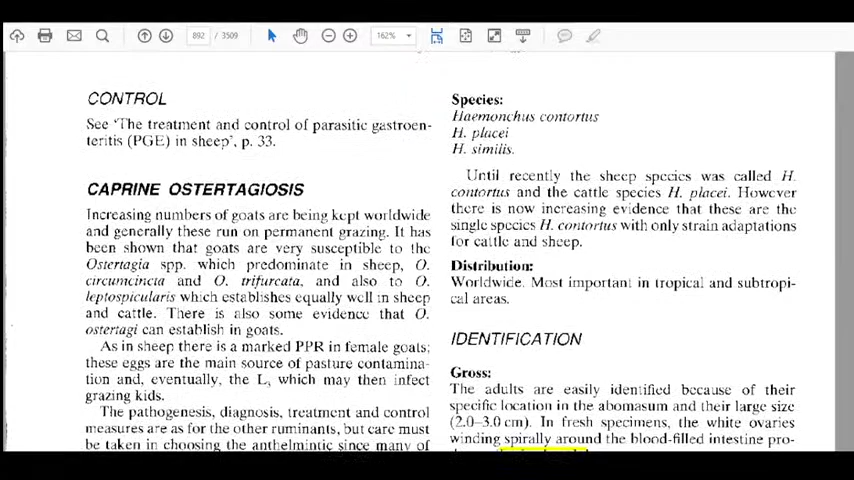 892 / 3509
162%
CONTROL
See 'The treatment and control of parasitic gastroen-
teritis (PGE) in sheep', p. 33.
CAPRINE OSTERTAGIOSIS
Increasing numbers of goats are being kept worldwide
and generally these run on permanent grazing. It has
been shown that goats are very susceptible to the
Ostertagia spp. which predominate in sheep, O.
circumcincta and O. trifurcata, and also to O.
leptospicularis which establishes equally well in sheep
and cattle. There is also some evidence that O.
ostertagi can establish in goats.
As in sheep there is a marked PPR in female goats;
these eggs are the main source of pasture contamina-
tion and, eventually, the L, which may then infect
grazing kids.
The pathogenesis, diagnosis, treatment and control
measures are as for the other ruminants, but care must
be taken in choosing the anthelmintic since many of
Species:
Haemonchus contortus
H. placei
H. similis.
Until recently the sheep species was called H.
contortus and the cattle species H. placei. However
there is now increasing evidence that these are the
single species H. contortus with only strain adaptations
for cattle and sheep.
Distribution:
Worldwide. Most important in tropical and subtropi-
cal areas.
IDENTIFICATION
Gross:
The adults are easily identified because of their
specific location in the abomasum and their large size
(2.0–3.0 cm). In fresh specimens, the white ovaries
winding spirally around the blood-filled intestine pro-